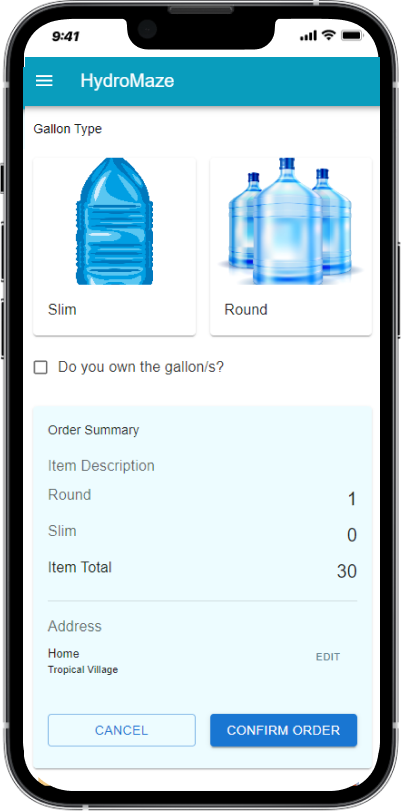 9:41
HydroMaze
Gallon Type
Slim
Round
Do you own the gallon/s?
Order Summary
Item Description
Round 1
Slim 0
Item Total 30
Address
Home
EDIT
Tropical Village
CANCEL
CONFIRM ORDER